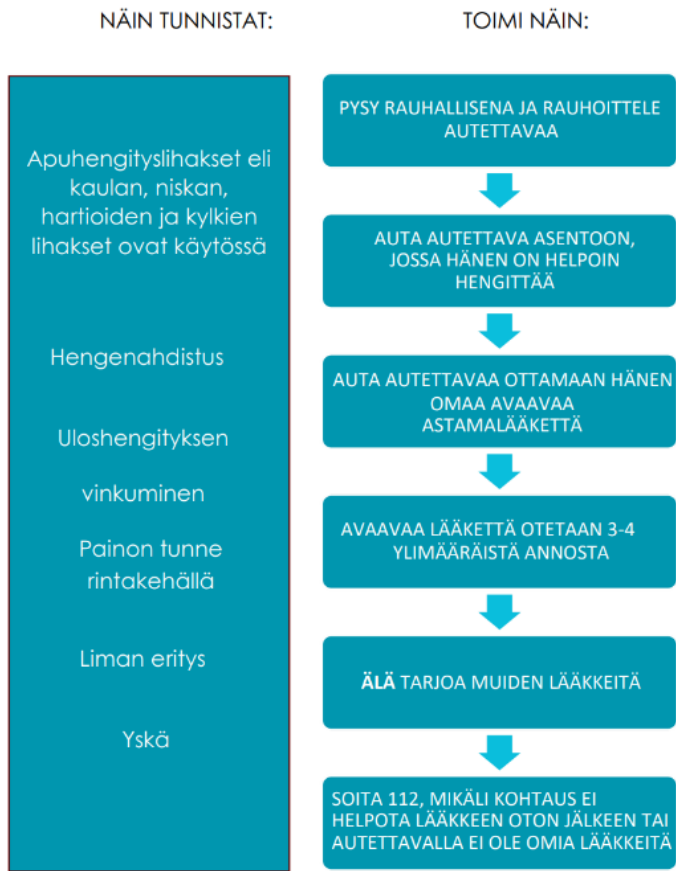 NÄIN TUNNISTAT:
Apuhengityslihakset eli
kaulan, niskan,
hartioiden ja kylkien
lihakset ovat käytössä
Hengenahdistus
Uloshengityksen
vinkuminen
Painon tunne
rintakehällä
Liman eritys
Yskä
TOIMI NÄIN:
PYSY RAUHALLISENA JA RAUHOITTELE
AUTETTAVAA
AUTA AUTETTAVA ASENTOON,
JOSSA HÄNEN ON HELPOIN
HENGITTÄÄ
AUTA AUTETTAVAA OTTAMAAN HÄNEN
OMAA AVAAVAA
ASTAMALÄÄKETTÄ
AVAAVAA LÄÄKETTÄ OTETAAN 3-4
YLIMÄÄRÄISTÄ ANNOSTA
ÄLÄ TARJOA MUIDEN LÄÄKKEITÄ
SOITA 112, MIKÄLI KOHTAUS EI
HELPOTA LÄÄKKEEN OTON JÄLKEEN TAI
AUTETTAVALLA EI OLE OMIA LÄÄKKEITÄ